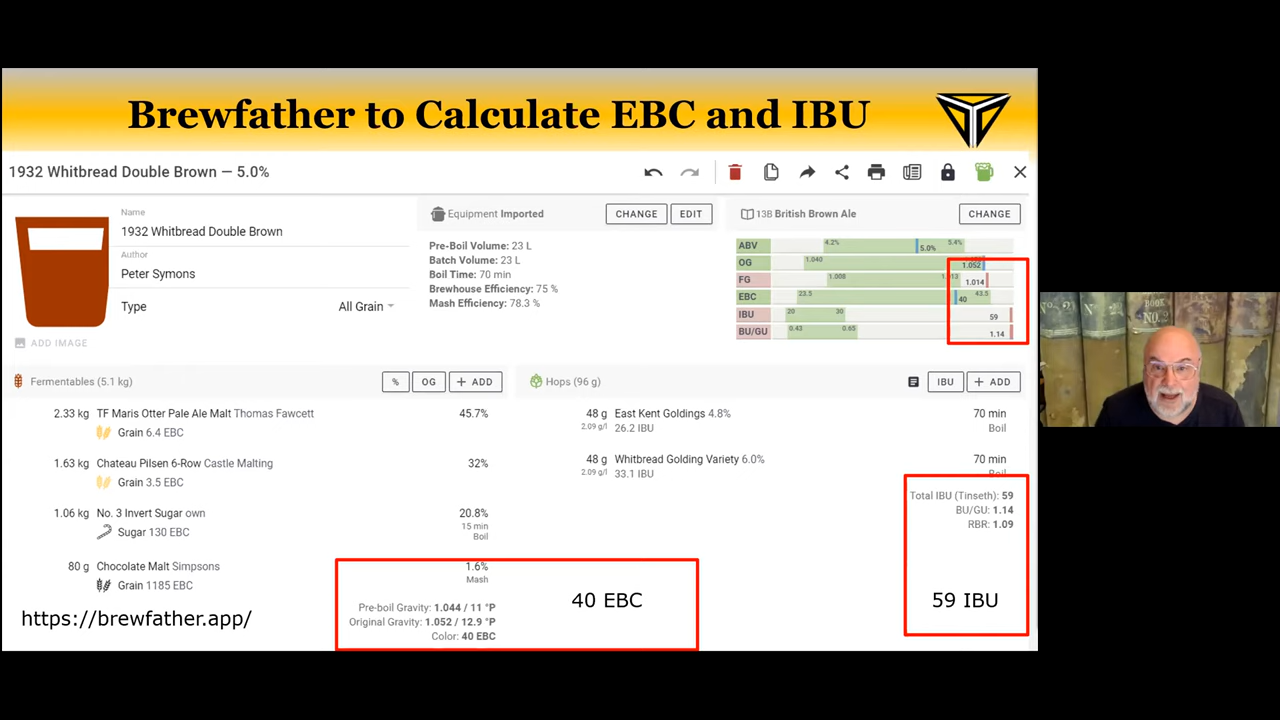 Brewfather to Calculate EBC and IBU
1932 Whitbread Double Brown — 5.0%
Name
1932 Whitbread Double Brown
Author
Peter Symons
Type
All Grain
ADD IMAGE
Equipment Imported
CHANGE
EDIT
Pre-Boil Volume: 23 L
Batch Volume: 23 L
Boil Time: 70 min
Brewhouse Efficiency: 75 %
Mash Efficiency: 78.3 %
13B British Brown Ale
CHANGE
ABV 4.2% 5.0% 5.4%
OG 1.040 1.052
FG 1.008 1.014
EBC 23.5 40 43.5
IBU 20 30 59
BU/GU 0.43 0.65 1.14
Fermentables (5.1 kg)
%
OG
+ ADD
2.33 kg TF Maris Otter Pale Ale Malt Thomas Fawcett 45.7%
Grain 6.4 EBC
1.63 kg Chateau Pilsen 6-Row Castle Malting 32%
Grain 3.5 EBC
1.06 kg No. 3 Invert Sugar own 20.8%
Sugar 130 EBC
15 min
Boil
80 g Chocolate Malt Simpsons 1.6%
Grain 1185 EBC
Mash
Pre-boil Gravity: 1.044 / 11 °P
Original Gravity: 1.052 / 12.9 °P
Color: 40 EBC
40 EBC
https://brewfather.app/
Hops (96 g)
IBU
+ ADD
48 g East Kent Goldings 4.8% 70 min
2.09 g/l 26.2 IBU Boil
48 g Whitbread Golding Variety 6.0% 70 min
2.09 g/l 33.1 IBU Boil
Total IBU (Tinseth): 59
BU/GU: 1.14
RBR: 1.09
59 IBU
BOOK
NO. 2